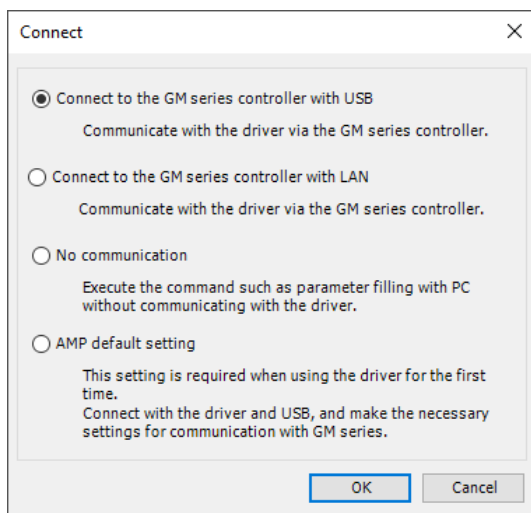 Connect
Connect to the GM series controller with USB
Communicate with the driver via the GM series controller.
Connect to the GM series controller with LAN
Communicate with the driver via the GM series controller.
No communication
Execute the command such as parameter filling with PC
without communicating with the driver.
AMP default setting
This setting is required when using the driver for the first
time.
Connect with the driver and USB, and make the necessary
settings for communication with GM series.
OK Cancel